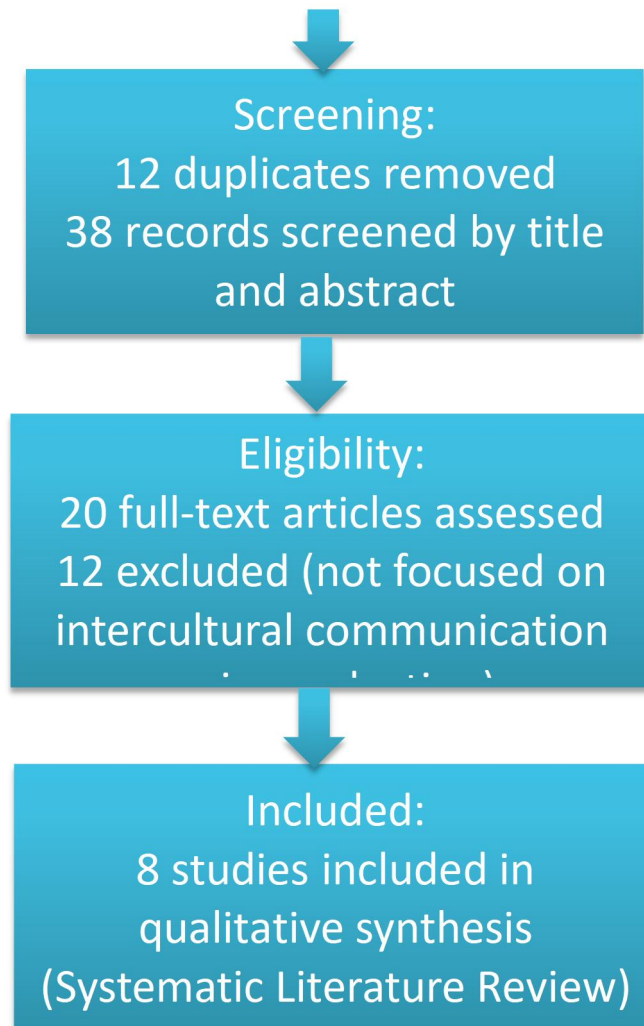 Screening:
12 duplicates removed
38 records screened by title
and abstract
Eligibility:
20 full-text articles assessed
12 excluded (not focused on
intercultural communication
Included:
8 studies included in
qualitative synthesis
(Systematic Literature Review)